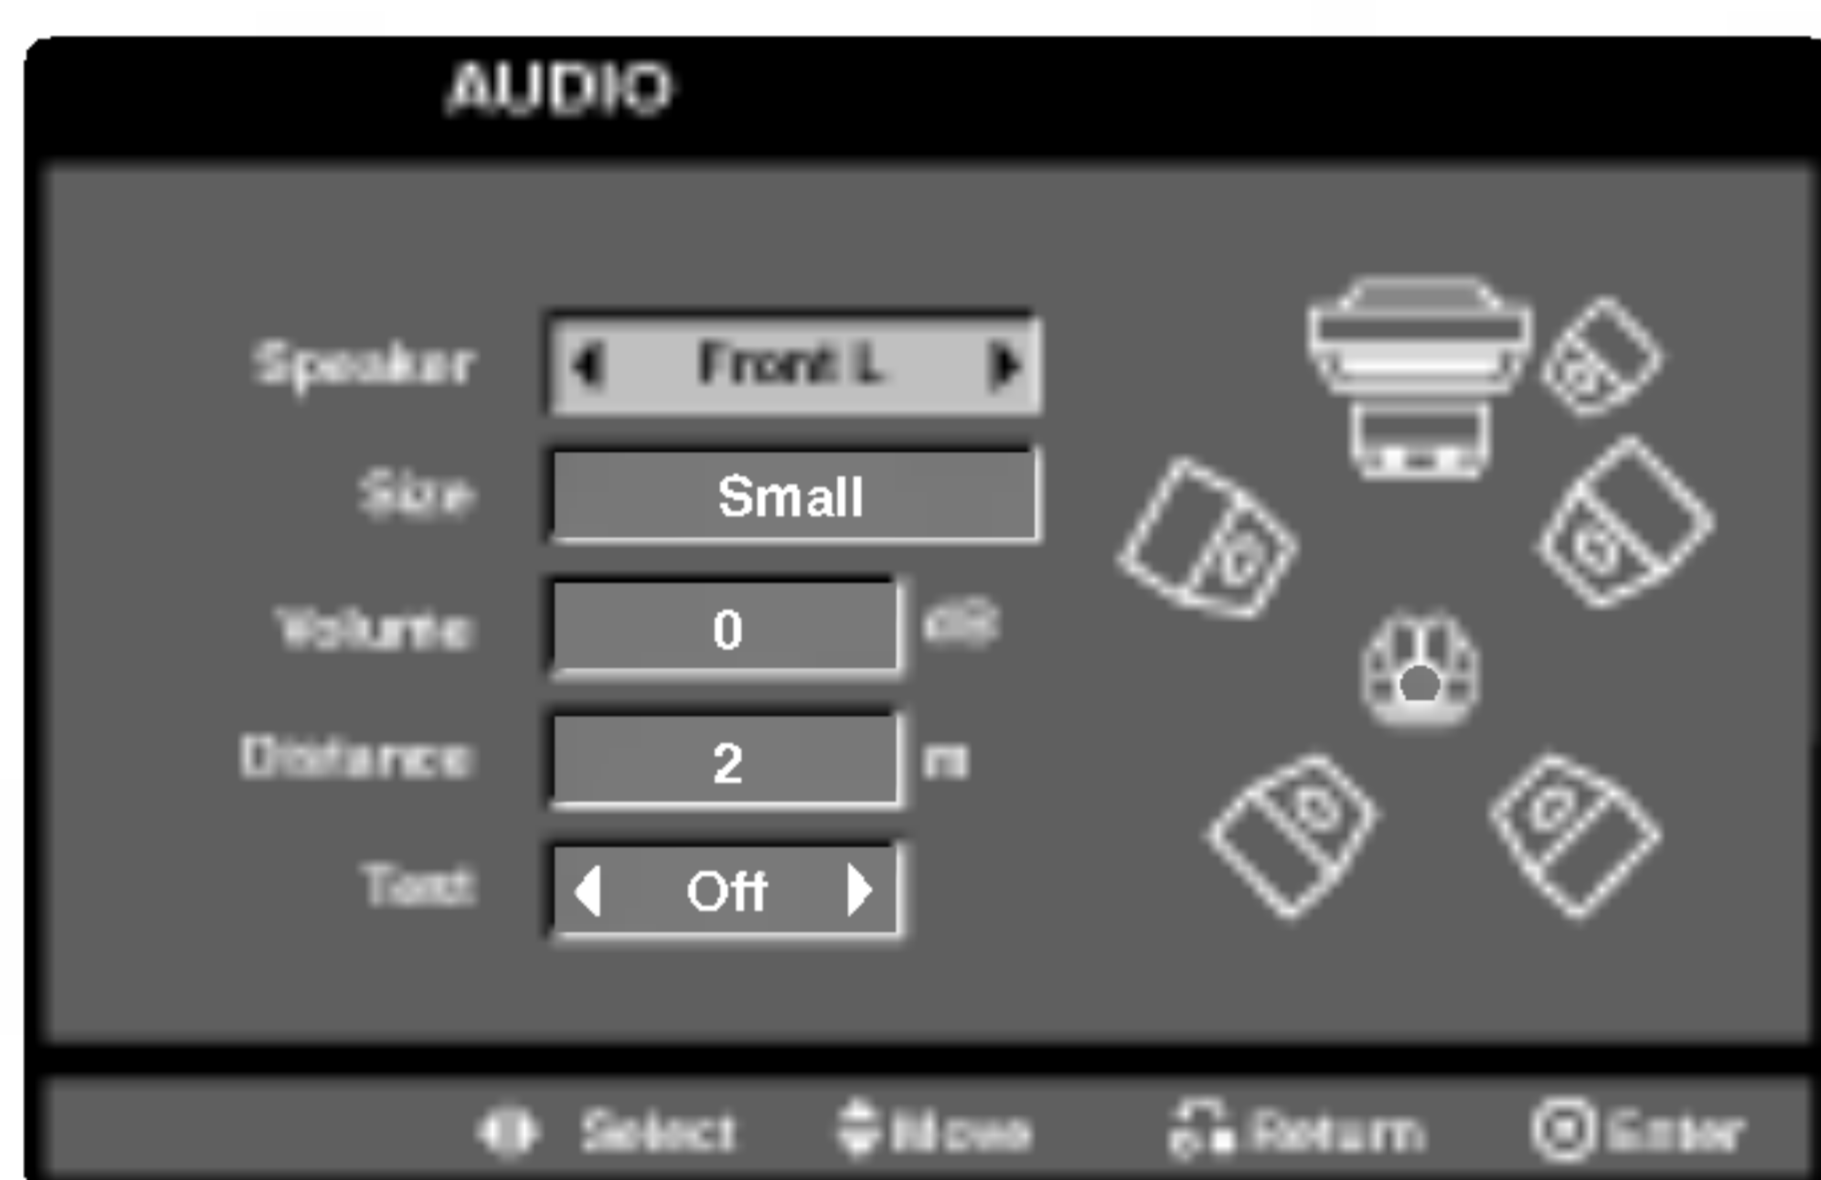 AUDIO
Speaker Front L
Size Small
Volume 0 dB
Distance 2 m
Test Off
Select Move Return Enter